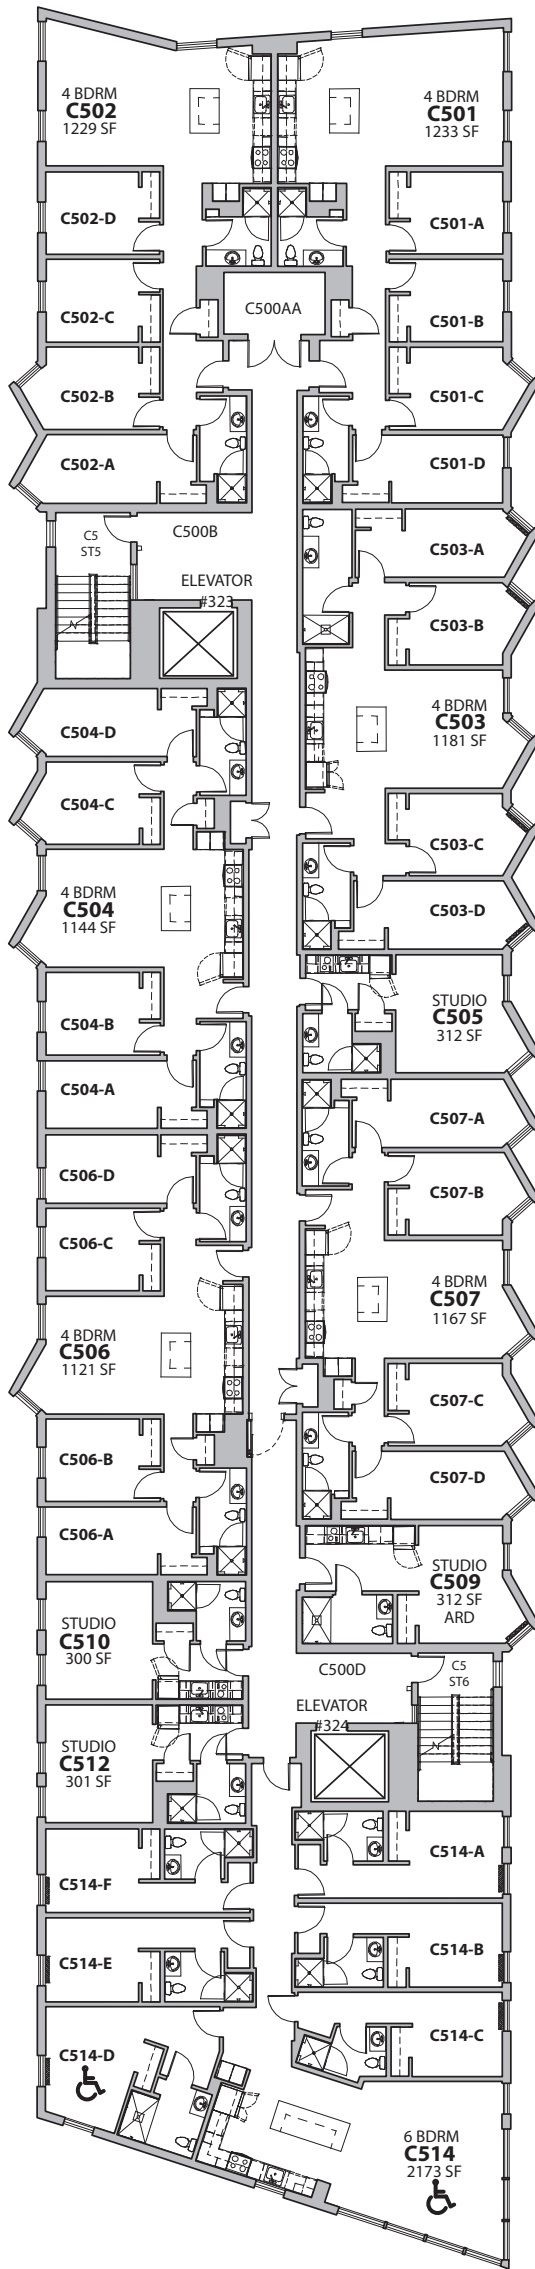 4 BDRM
C502
1229 SF
4 BDRM
C501
1233 SF
C502-D
C501-A
C502-C
C500AA
C501-B
C502-B
C501-C
C502-A
C501-D
C5
ST5
C500B
C503-A
ELEVATOR
#323
C503-B
C504-D
4 BDRM
C503
1181 SF
C504-C
C503-C
4 BDRM
C504
1144 SF
C503-D
C504-B
STUDIO
C505
312 SF
C504-A
C507-A
C506-D
C507-B
C506-C
4 BDRM
C507
1167 SF
4 BDRM
C506
1121 SF
C507-C
C506-B
C507-D
C506-A
STUDIO
C509
312 SF
ARD
STUDIO
C510
300 SF
C500D
C5
ST6
ELEVATOR
#324
STUDIO
C512
301 SF
C514-A
C514-F
C514-B
C514-E
C514-C
C514-D
6 BDRM
C514
2173 SF